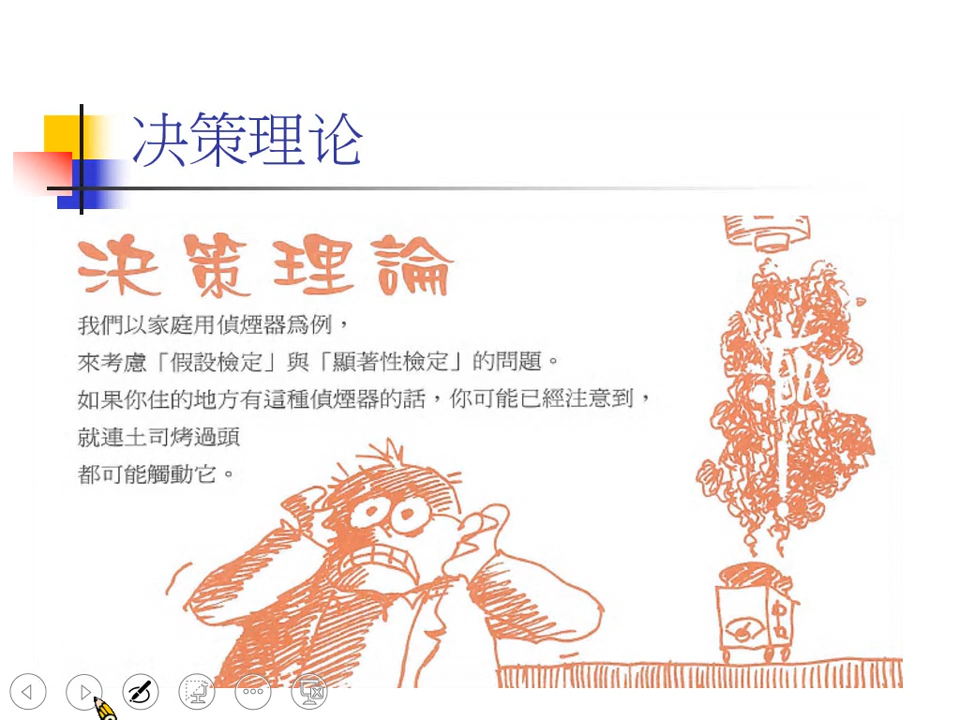 决策理论
決策理論
我們以家庭用偵煙器爲例，
來考慮「假設檢定」與「顯著性檢定」的問題。
如果你住的地方有這種偵煙器的話，你可能已經注意到，
就連土司烤過頭
都可能觸動它。